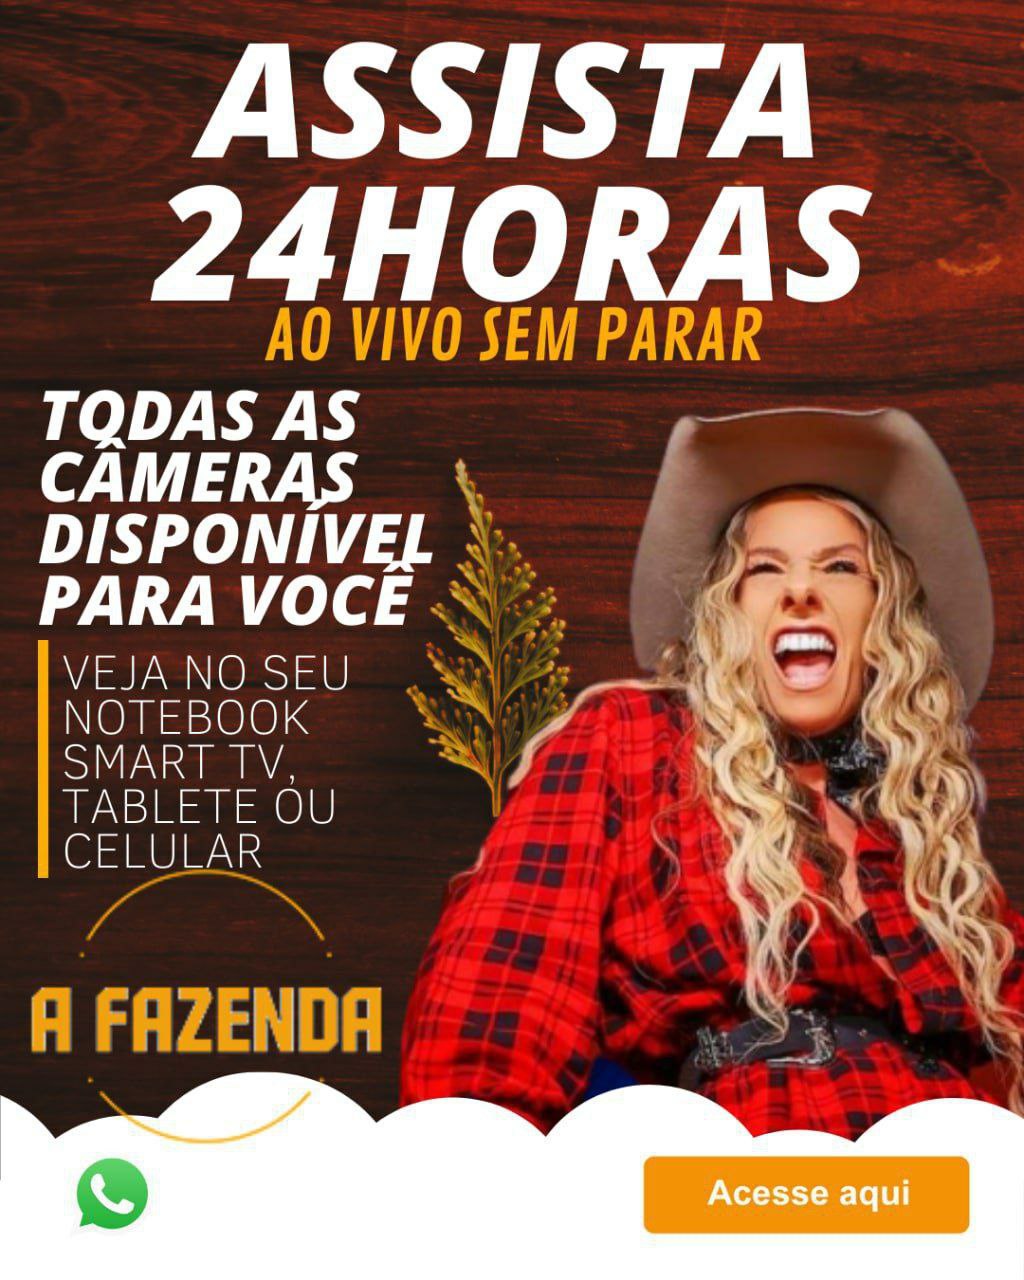 ASSISTA
24HORAS
AO VIVO SEM PARAR
TODAS AS
CÂMERAS
DISPONÍVEL
PARA VOCÊ
VEJA NO SEU
NOTEBOOK
SMART TV,
TABLETE OU
CELULAR
A FAZENDA
Acesse aqui